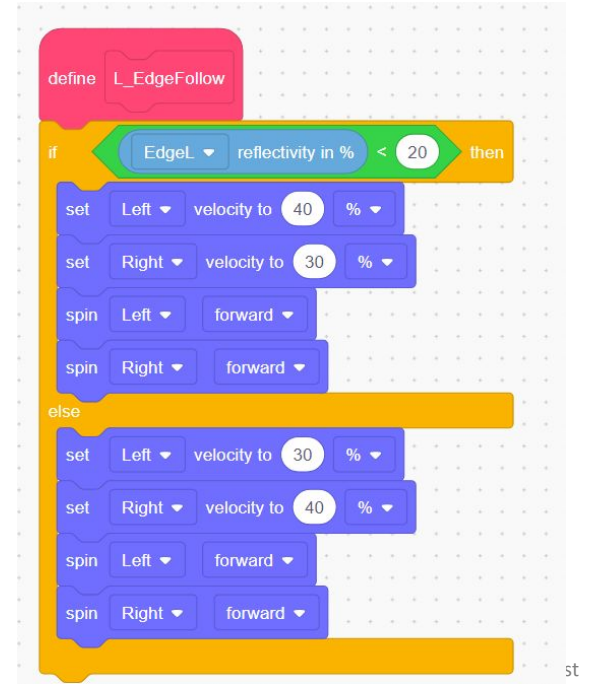 define L_EdgeFollow
if EdgeL reflectivity in % < 20 then
set Left velocity to 40 %
set Right velocity to 30 %
spin Left forward
spin Right forward
else
set Left velocity to 30 %
set Right velocity to 40 %
spin Left forward
spin Right forward
st